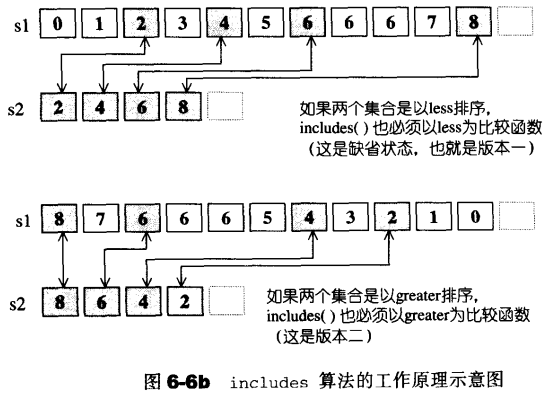 s1 0 1 2 3 4 5 6 6 6 7 8
s2 2 4 6 8
如果两个集合是以less排序，
includes( ) 也必须以less为比较函数
（这是缺省状态，也就是版本一）
s1 8 7 6 6 6 5 4 3 2 1 0
s2 8 6 4 2
如果两个集合是以greater排序，
includes( ) 也必须以greater为比较函数
（这是版本二）
图 6-6b includes 算法的工作原理示意图